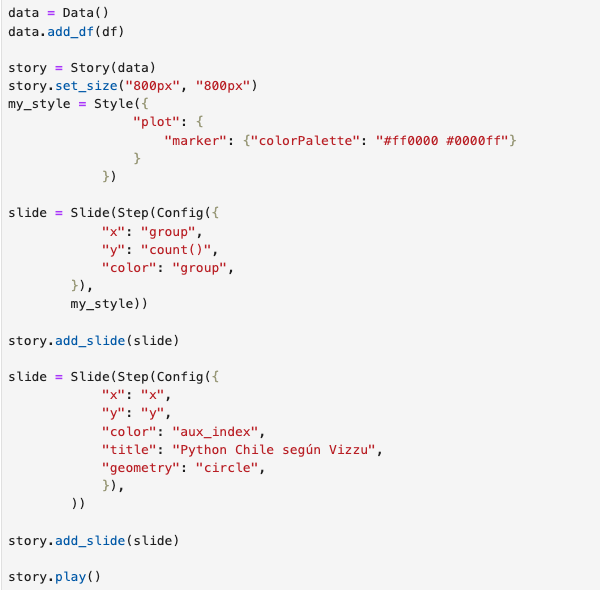 data = Data()
data.add_df(df)
story = Story(data)
story.set_size("800px", "800px")
my_style = Style({
"plot": {
"marker": {"colorPalette": "#ff0000 #0000ff"}
}
})
slide = Slide(Step(Config({
"x": "group",
"y": "count()",
"color": "group",
}),
my_style))
story.add_slide(slide)
slide = Slide(Step(Config({
"x": "x",
"y": "y",
"color": "aux_index",
"title": "Python Chile según Vizzu",
"geometry": "circle",
}),
))
story.add_slide(slide)
story.play()